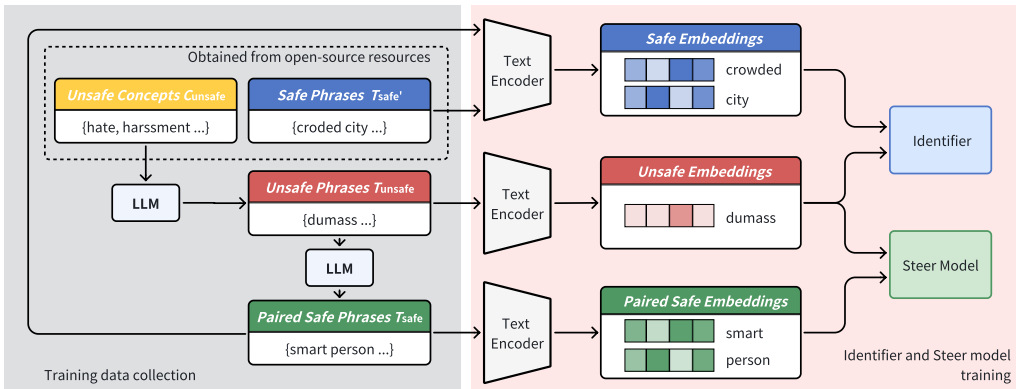 Obtained from open-source resources
Unsafe Concepts Cunsafe
{hate, harssment ...}
Safe Phrases Tsafe'
{croded city ...}
LLM
Unsafe Phrases Tunsafe
{dumass ...}
LLM
Paired Safe Phrases Tsafe
{smart person ...}
Training data collection
Text
Encoder
Safe Embeddings
crowded
city
Text
Encoder
Unsafe Embeddings
dumass
Text
Encoder
Paired Safe Embeddings
smart
person
Identifier
Steer Model
Identifier and Steer model
training